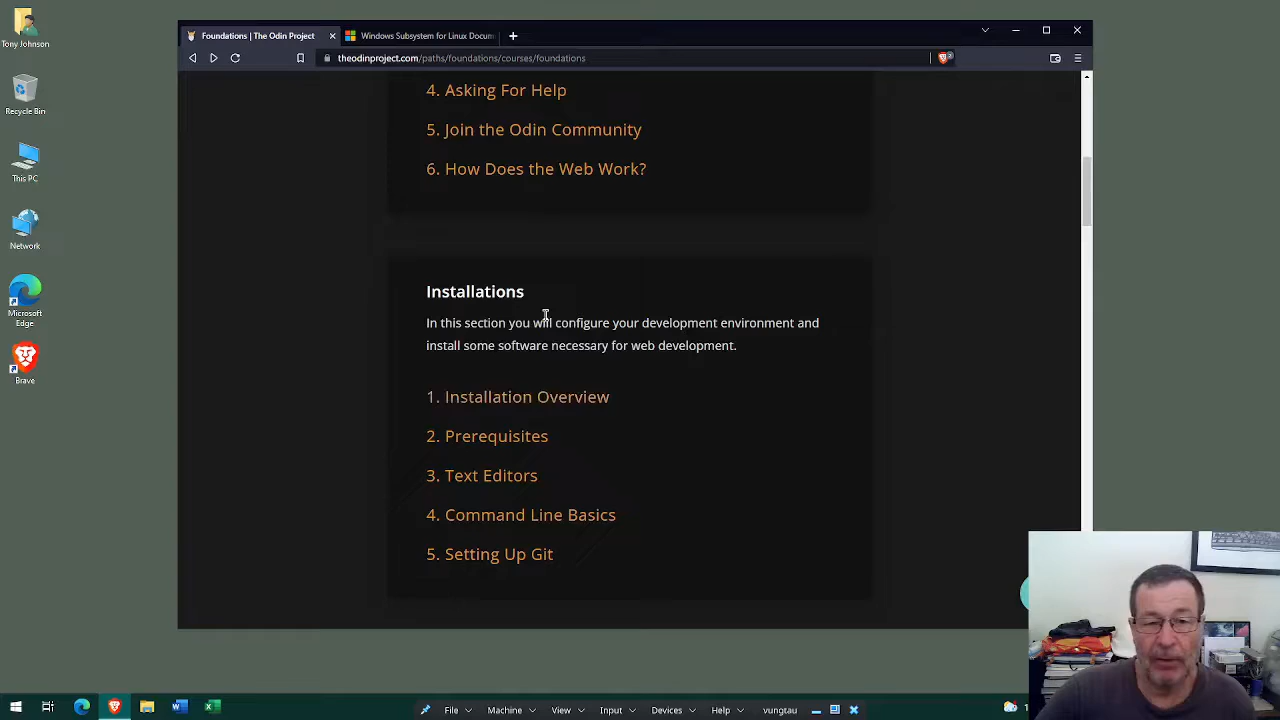 Tony Johnson
Recycle Bin
This PC
Network
Microsoft
Edge
Brave
Foundations | The Odin Project
Windows Subsystem for Linux Docum
theodinproject.com/paths/foundations/courses/foundations
2
4. Asking For Help
5. Join the Odin Community
6. How Does the Web Work?
Installations
In this section you will configure your development environment and
install some software necessary for web development.
1. Installation Overview
2. Prerequisites
3. Text Editors
4. Command Line Basics
5. Setting Up Git
File
Machine
View
Input
Devices
Help
vungtau